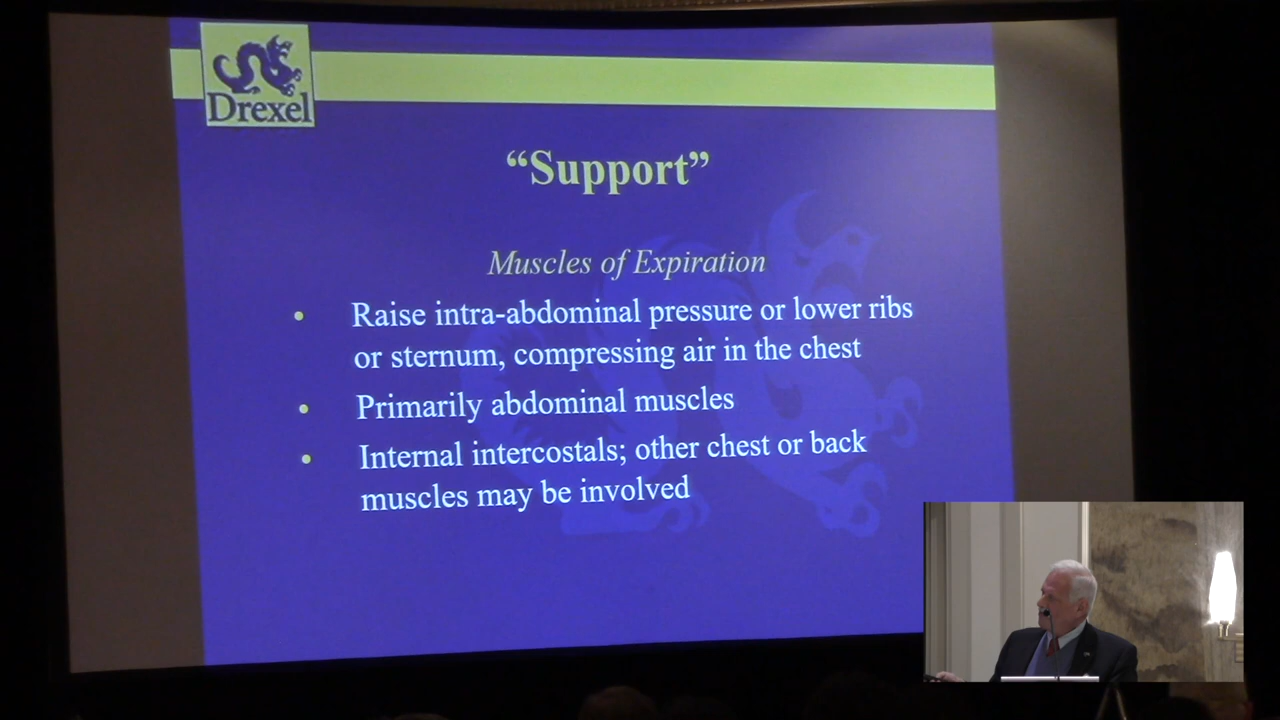 Drexel
“Support”
Muscles of Expiration
• Raise intra-abdominal pressure or lower ribs
or sternum, compressing air in the chest
• Primarily abdominal muscles
• Internal intercostals; other chest or back
muscles may be involved